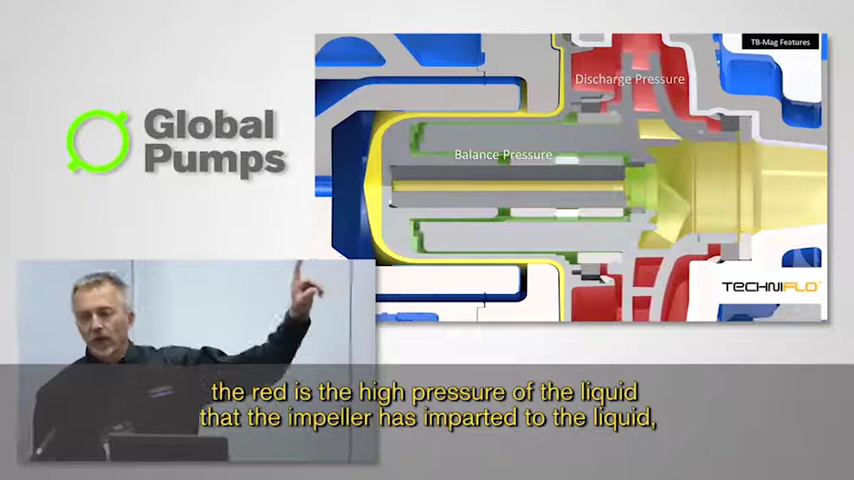 TB-Mag Features
Discharge Pressure
Global
Pumps
Balance Pressure
TECHNIFLO
the red is the high pressure of the liquid
that the impeller has imparted to the liquid,